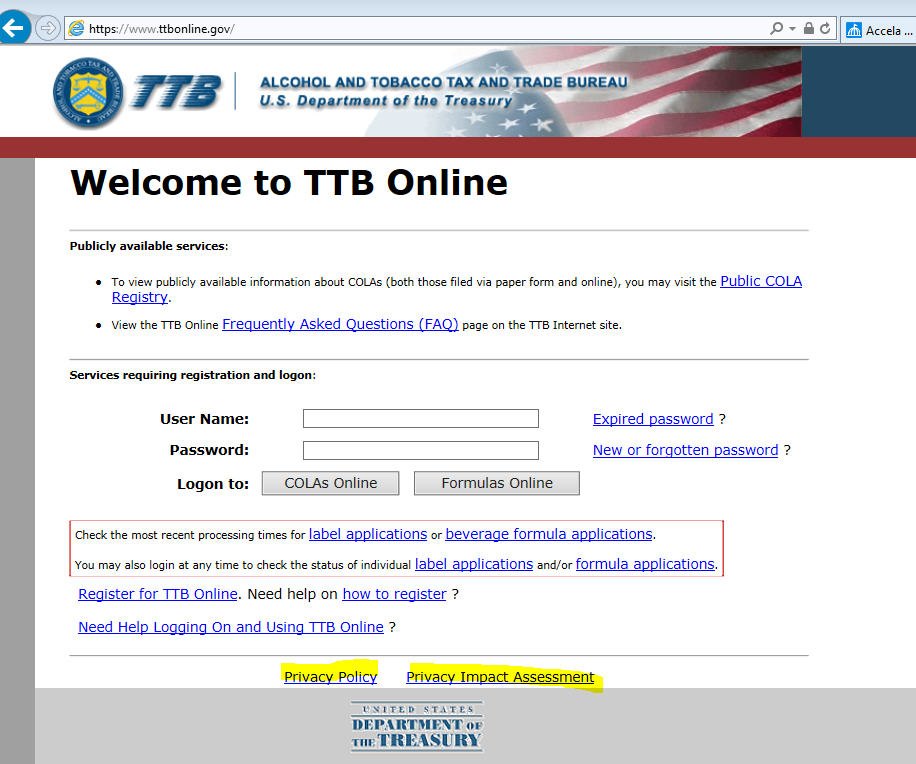 https://www.ttbonline.gov/
Accela ...
TTB
ALCOHOL AND TOBACCO TAX AND TRADE BUREAU
U.S. Department of the Treasury
Welcome to TTB Online
Publicly available services:
• To view publicly available information about COLAs (both those filed via paper form and online), you may visit the Public COLA
Registry.
• View the TTB Online Frequently Asked Questions (FAQ) page on the TTB Internet site.
Services requiring registration and logon:
User Name: Expired password ?
Password: New or forgotten password ?
Logon to: COLAs Online Formulas Online
Check the most recent processing times for label applications or beverage formula applications.
You may also login at any time to check the status of individual label applications and/or formula applications.
Register for TTB Online. Need help on how to register ?
Need Help Logging On and Using TTB Online ?
Privacy Policy Privacy Impact Assessment
UNITED STATES
DEPARTMENT OF
THE TREASURY